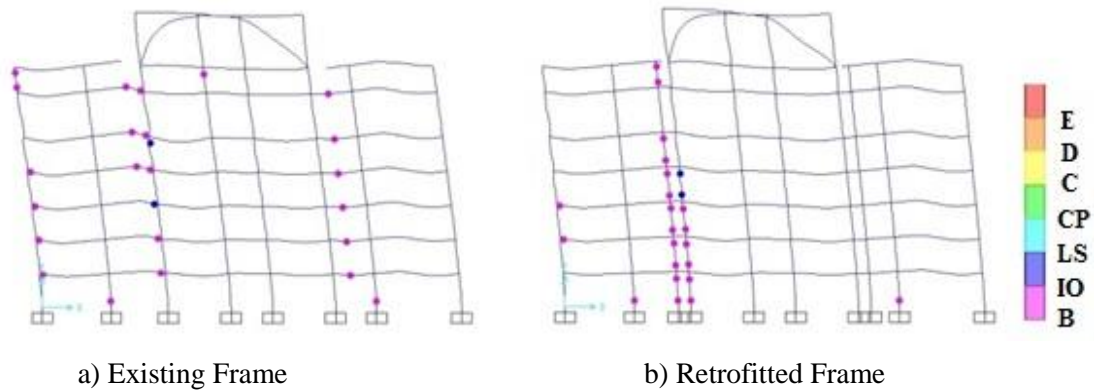 E
D
C
CP
LS
IO
B
a) Existing Frame
b) Retrofitted Frame